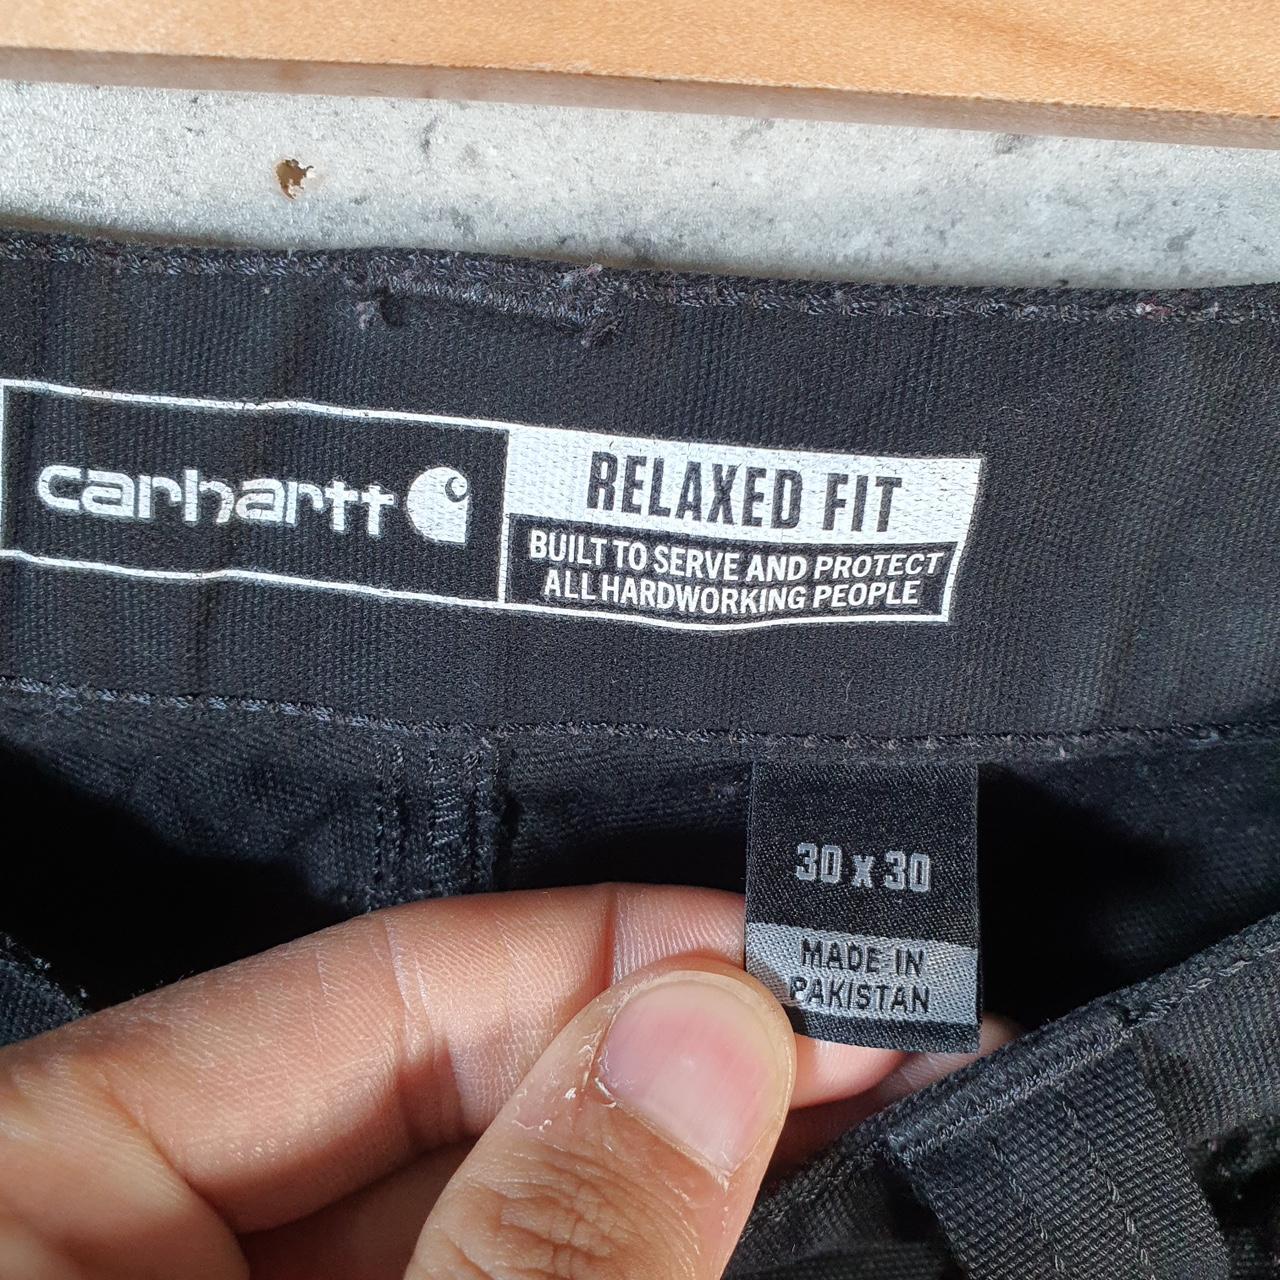 carhartt
RELAXED FIT
BUILT TO SERVE AND PROTECT
ALL HARDWORKING PEOPLE
30 x 30
MADE IN
PAKISTAN